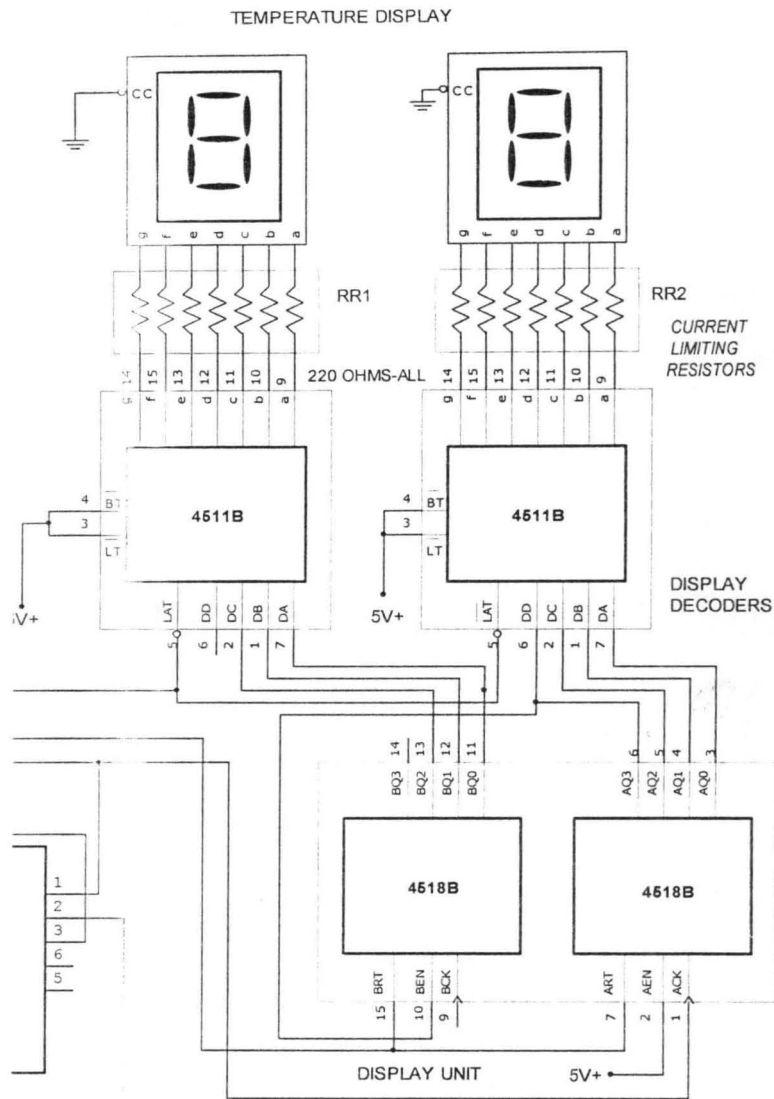 TEMPERATURE DISPLAY
CC
CC
g f e d c b a
g f e d c b a
RR1
RR2
CURRENT
LIMITING
RESISTORS
220 OHMS-ALL
14 15 13 12 11 10 9
g f e d c b a
14 15 13 12 11 10 9
g f e d c b a
4 BT
3
LT
4511B
4 BT
3
LT
4511B
V+
5V+
DISPLAY
DECODERS
LAT DD DC DB DA
5 6 2 1 7
LAT DD DC DB DA
5 6 2 1 7
14 13 12 11
BQ3 BQ2 BQ1 BQ0
6 5 4 3
AQ3 AQ2 AQ1 AQ0
4518B
4518B
1
2
3
6
5
BRT BEN BCK
15 10 9
ART AEN ACK
7 2 1
DISPLAY UNIT
5V+